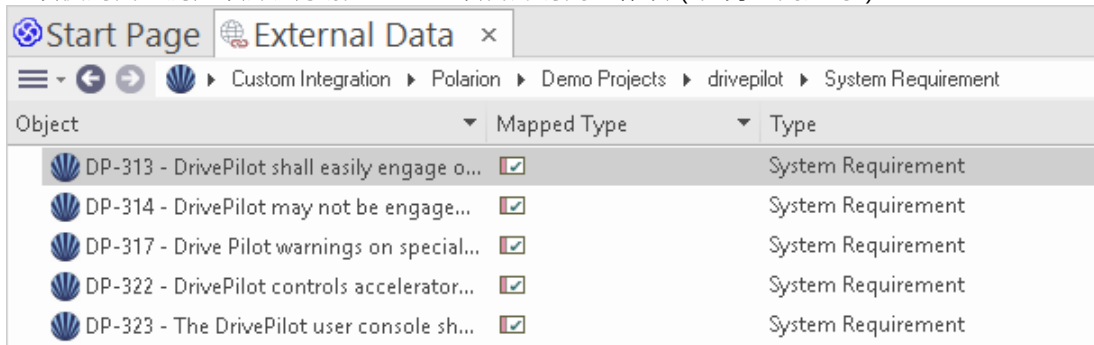 Start Page External Data ×
Custom Integration Polarion Demo Projects drivepilot System Requirement
Object Mapped Type Type
DP-313 - DrivePilot shall easily engage o... System Requirement
DP-314 - DrivePilot may not be engage... System Requirement
DP-317 - Drive Pilot warnings on special... System Requirement
DP-322 - DrivePilot controls accelerator... System Requirement
DP-323 - The DrivePilot user console sh... System Requirement